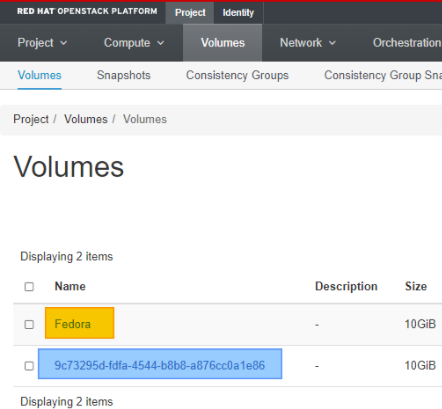 RED HAT OPENSTACK PLATFORM Project Identity
Project Compute Volumes Network Orchestration
Volumes Snapshots Consistency Groups Consistency Group
Project / Volumes / Volumes
Volumes
Displaying 2 items
Name Description Size
Fedora - 10GiB
9c73295d-fdfa-4544-b8b8-a876cc0a1e86 - 10GiB
Displaying 2 items